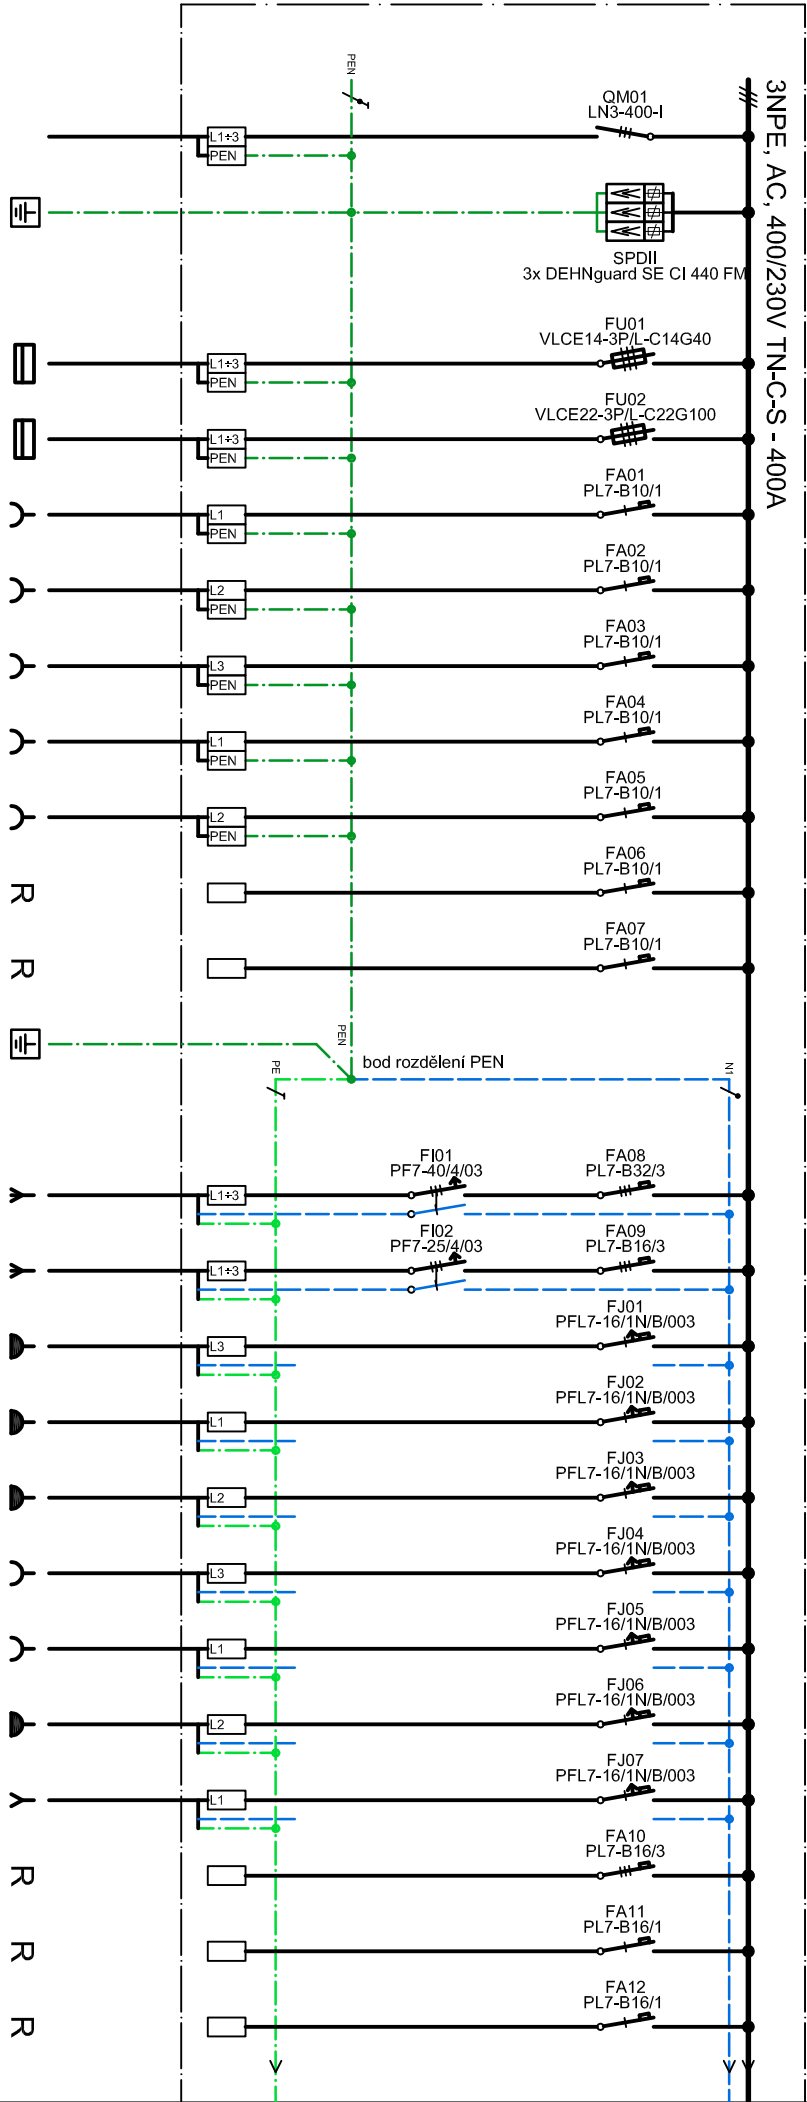 3NPE, AC, 400/230V TN-C-S - 400A
PEN
QM01
LN3-400-I
L1÷3
PEN
SPDII
3x DEHNguard SE CI 440 FM
FU01
VLCE14-3P/L-C14G40
L1÷3
PEN
FU02
VLCE22-3P/L-C22G100
L1÷3
PEN
FA01
PL7-B10/1
L1
PEN
FA02
PL7-B10/1
L2
PEN
FA03
PL7-B10/1
L3
PEN
FA04
PL7-B10/1
L1
PEN
FA05
PL7-B10/1
L2
PEN
FA06
PL7-B10/1
R
FA07
PL7-B10/1
R
PEN
bod rozdělení PEN
PE
N1
FI01
PF7-40/4/03
FA08
PL7-B32/3
L1÷3
FI02
PF7-25/4/03
FA09
PL7-B16/3
L1÷3
FJ01
PFL7-16/1N/B/003
L3
FJ02
PFL7-16/1N/B/003
L1
FJ03
PFL7-16/1N/B/003
L2
FJ04
PFL7-16/1N/B/003
L3
FJ05
PFL7-16/1N/B/003
L1
FJ06
PFL7-16/1N/B/003
L2
FJ07
PFL7-16/1N/B/003
L1
FA10
PL7-B16/3
R
FA11
PL7-B16/1
R
FA12
PL7-B16/1
R